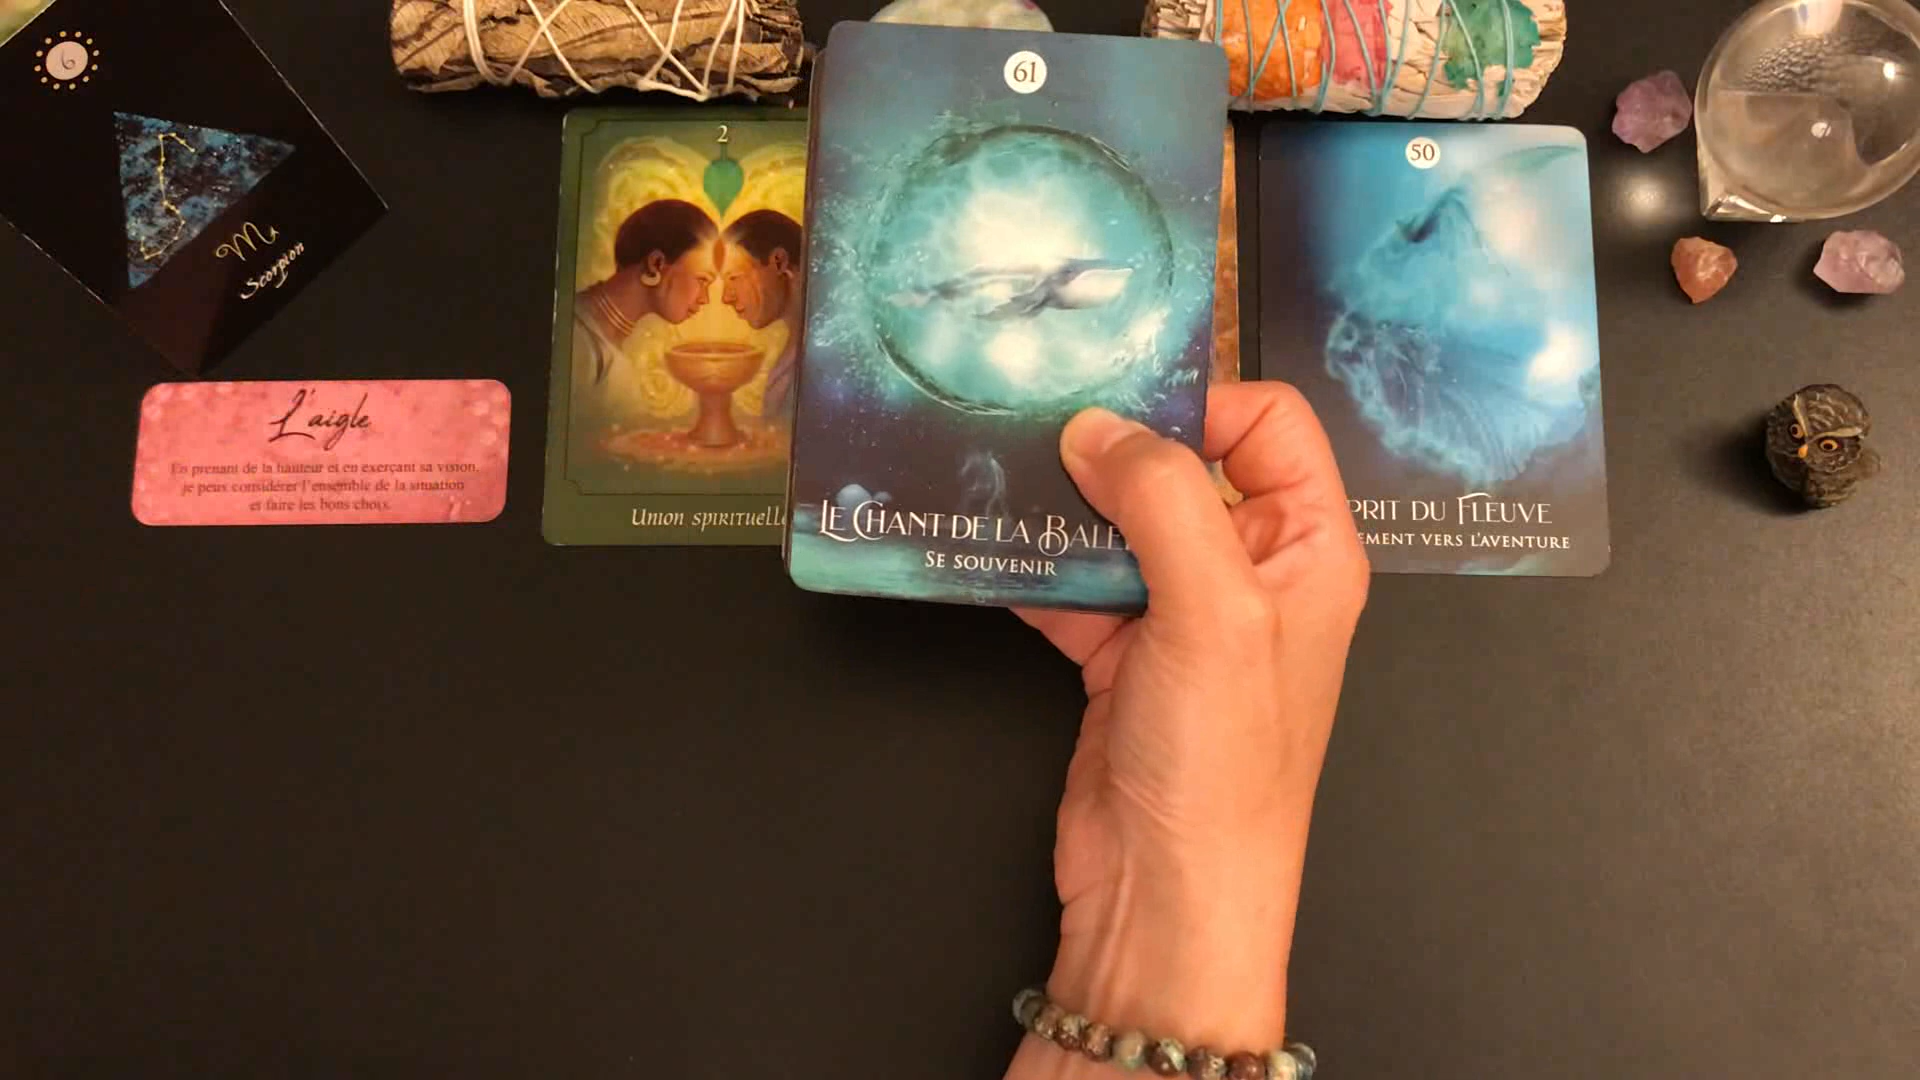 6
Scorpion
L'aigle
En prenant de la hauteur et en exerçant sa vision,
je peux considérer l'ensemble de la situation
et faire les bons choix.
2
Union spirituelle
61
Le Chant de la Bale
Se souvenir
50
prit du Fleuve
ement vers l'aventure